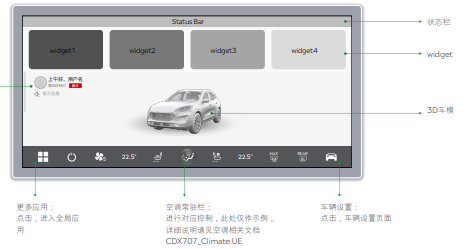 Status Bar
状态栏
widget1
widget2
widget3
widget4
widget
上午好，用户名
3D车模
22.5°
22.5°
MAX
REAR
更多应用：
点击，进入全局应
用
空调常驻栏：
进行对应控制，此处仅作示例，
详细说明请见空调相关文档
CDX707_Climate UE
车辆设置：
点击，车辆设置页面